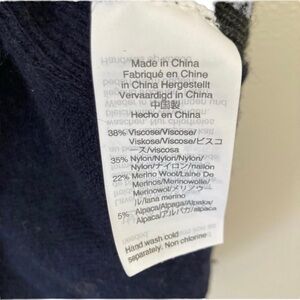 Made in China
Fabriqué en Chine
in China Hergestellt
Vervaardigd in China
中国製
Hecho en China
38% Viscose/Viscose/
Viskose/Viscose/ビスコ
ース/viscosa
35% Nylon/Nylon/Nylon/
Nylon/ナイロン/nailon
22% Merino Wool/Laine De
Merinos/Merinowolle/
Merinowol/メリノウー
ル/lana merino
5% Alpaca/Alpaga/Alpaka/
Alpaca/アルパカ/alpaca
Hand wash cold
separately. Non chlorine